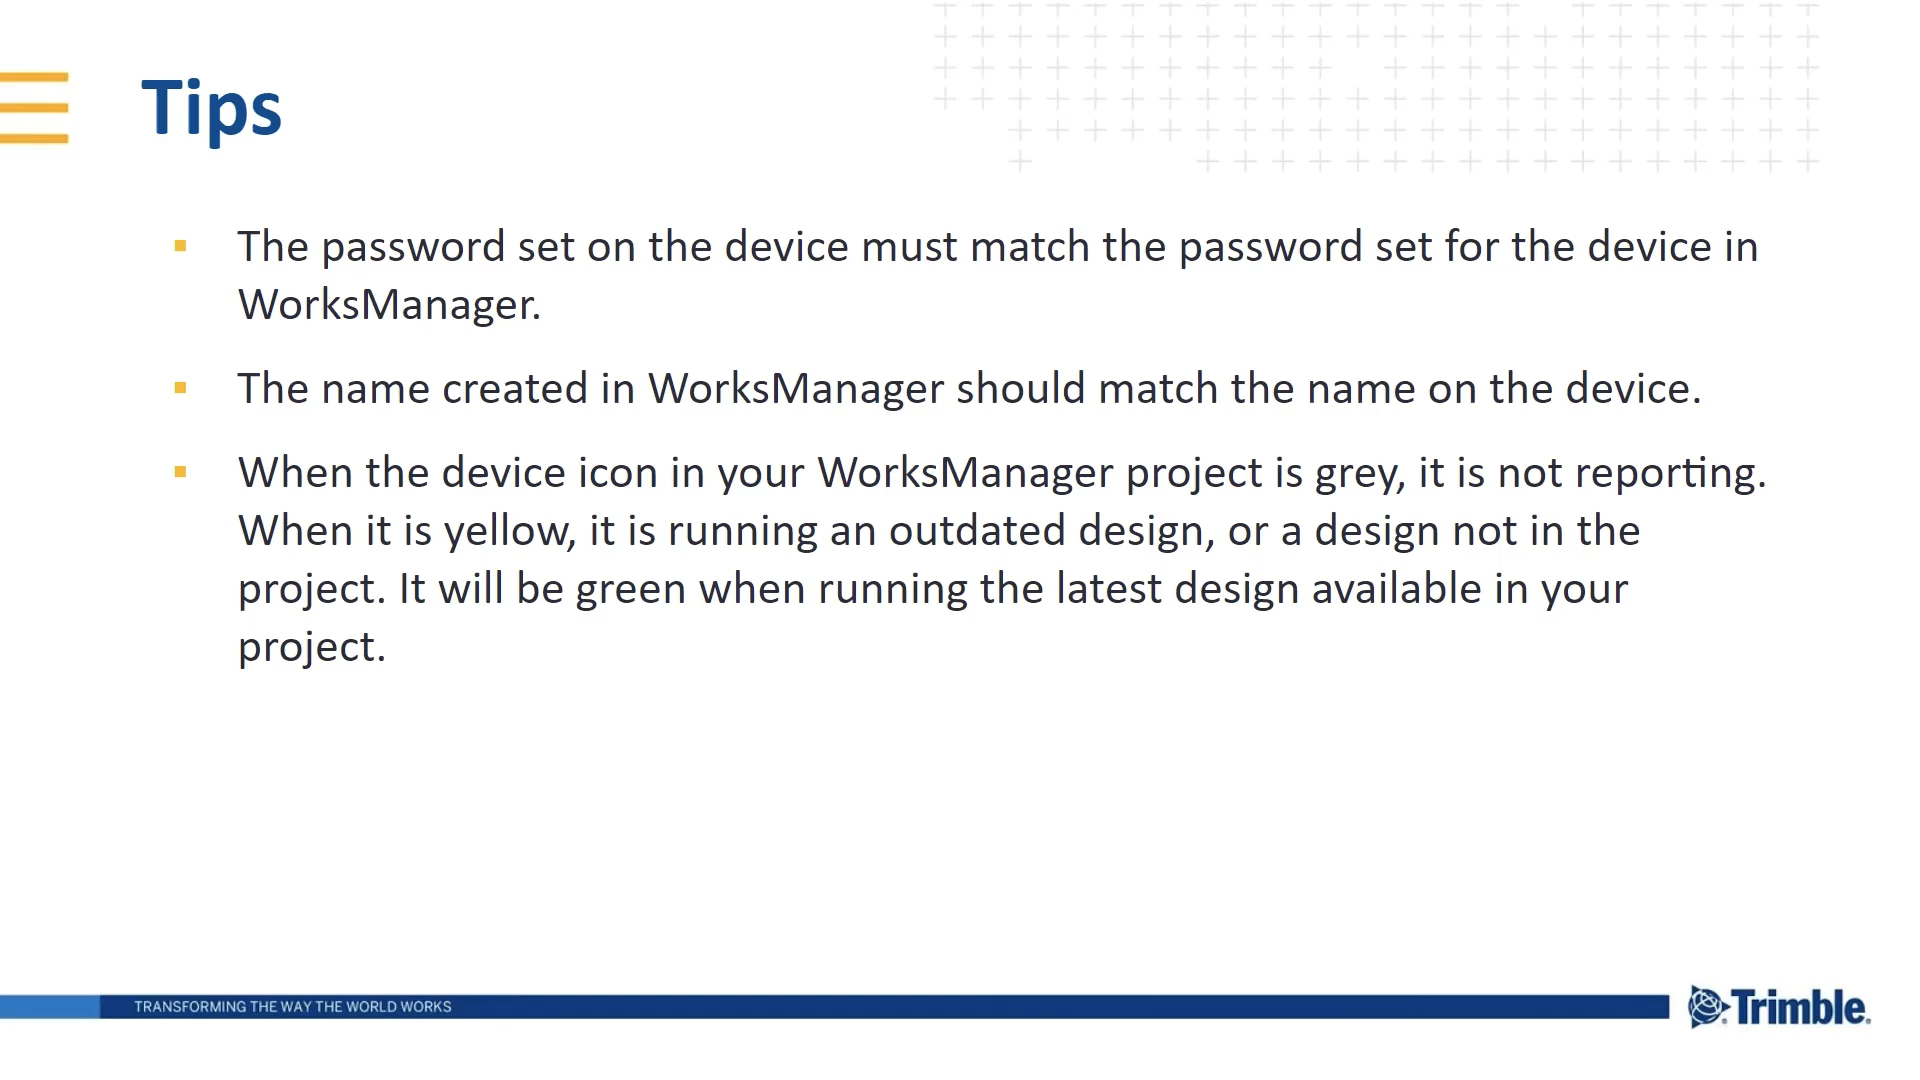 Tips
The password set on the device must match the password set for the device in
WorksManager.
The name created in WorksManager should match the name on the device.
When the device icon in your WorksManager project is grey, it is not reporting.
When it is yellow, it is running an outdated design, or a design not in the
project. It will be green when running the latest design available in your
project.
TRANSFORMING THE WAY THE WORLD WORKS
Trimble.